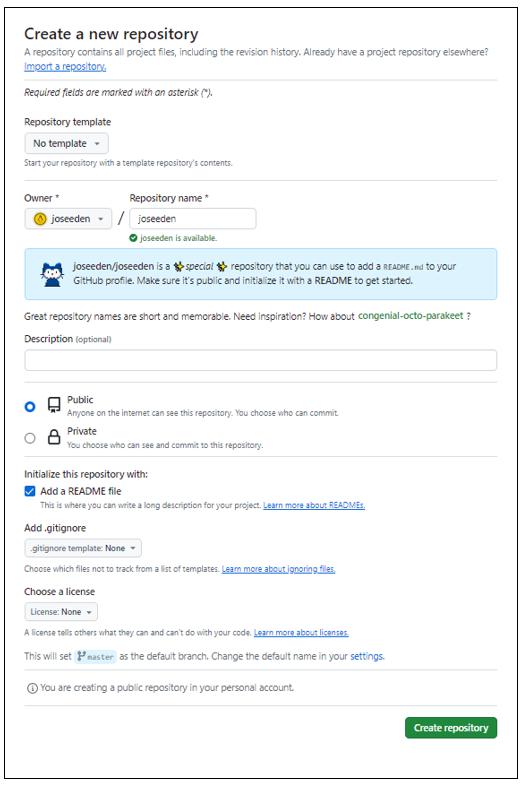 Create a new repository
A repository contains all project files, including the revision history. Already have a project repository elsewhere?
Import a repository.
Required fields are marked with an asterisk (*).
Repository template
No template
Start your repository with a template repository's contents.
Owner * Repository name *
joseeden / joseeden
joseeden is available.
joseeden/joseeden is a ✨special ✨ repository that you can use to add a README.md to your
GitHub profile. Make sure it's public and initialize it with a README to get started.
Great repository names are short and memorable. Need inspiration? How about congenial-octo-parakeet ?
Description (optional)
Public
Anyone on the internet can see this repository. You choose who can commit.
Private
You choose who can see and commit to this repository.
Initialize this repository with:
Add a README file
This is where you can write a long description for your project. Learn more about READMEs.
Add .gitignore
.gitignore template: None
Choose which files not to track from a list of templates. Learn more about ignoring files.
Choose a license
License: None
A license tells others what they can and can't do with your code. Learn more about licenses.
This will set master as the default branch. Change the default name in your settings.
You are creating a public repository in your personal account.
Create repository